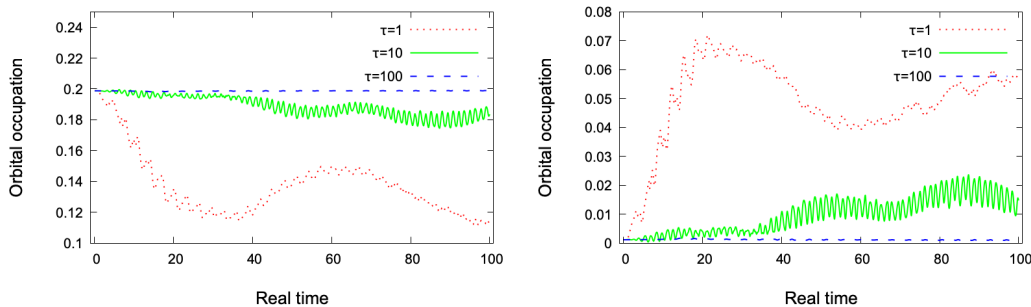 0.24
0.22
0.2
0.18
0.16
0.14
0.12
0.1
Orbital occupation
τ=1
τ=10
τ=100
0 20 40 60 80 100
Real time
0.08
0.07
0.06
0.05
0.04
0.03
0.02
0.01
0
Orbital occupation
τ=1
τ=10
τ=100
0 20 40 60 80 100
Real time